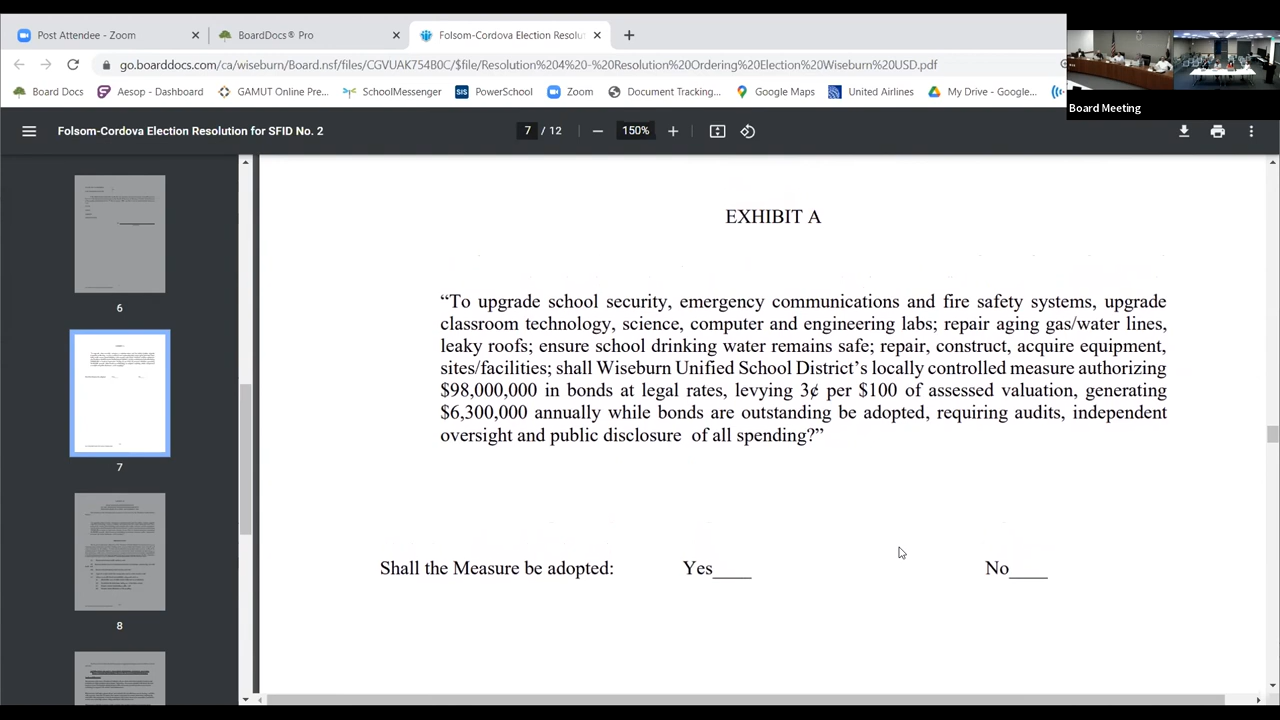 Post Attendee - Zoom
BoardDocs® Pro
Folsom-Cordova Election Resolut
go.boarddocs.com/ca/wiseburn/Board.nsf/files/CGVUAK754B0C/$file/Resolution%204%20-%20Resolution%20Ordering%20Election%20Wiseburn%20USD.pdf
Board Docs
Aesop - Dashboard
GAMUT Online Pre...
SchoolMessenger
SIS PowerSchool
Zoom
Document Tracking...
Google Maps
United Airlines
My Drive - Google...
Board Meeting
Folsom-Cordova Election Resolution for SFID No. 2
7 / 12
150%
6
7
8
EXHIBIT A
“To upgrade school security, emergency communications and fire safety systems, upgrade
classroom technology, science, computer and engineering labs; repair aging gas/water lines,
leaky roofs; ensure school drinking water remains safe; repair, construct, acquire equipment,
sites/facilities; shall Wiseburn Unified School District’s locally controlled measure authorizing
$98,000,000 in bonds at legal rates, levying 3¢ per $100 of assessed valuation, generating
$6,300,000 annually while bonds are outstanding be adopted, requiring audits, independent
oversight and public disclosure of all spending?”
Shall the Measure be adopted: Yes____ No____